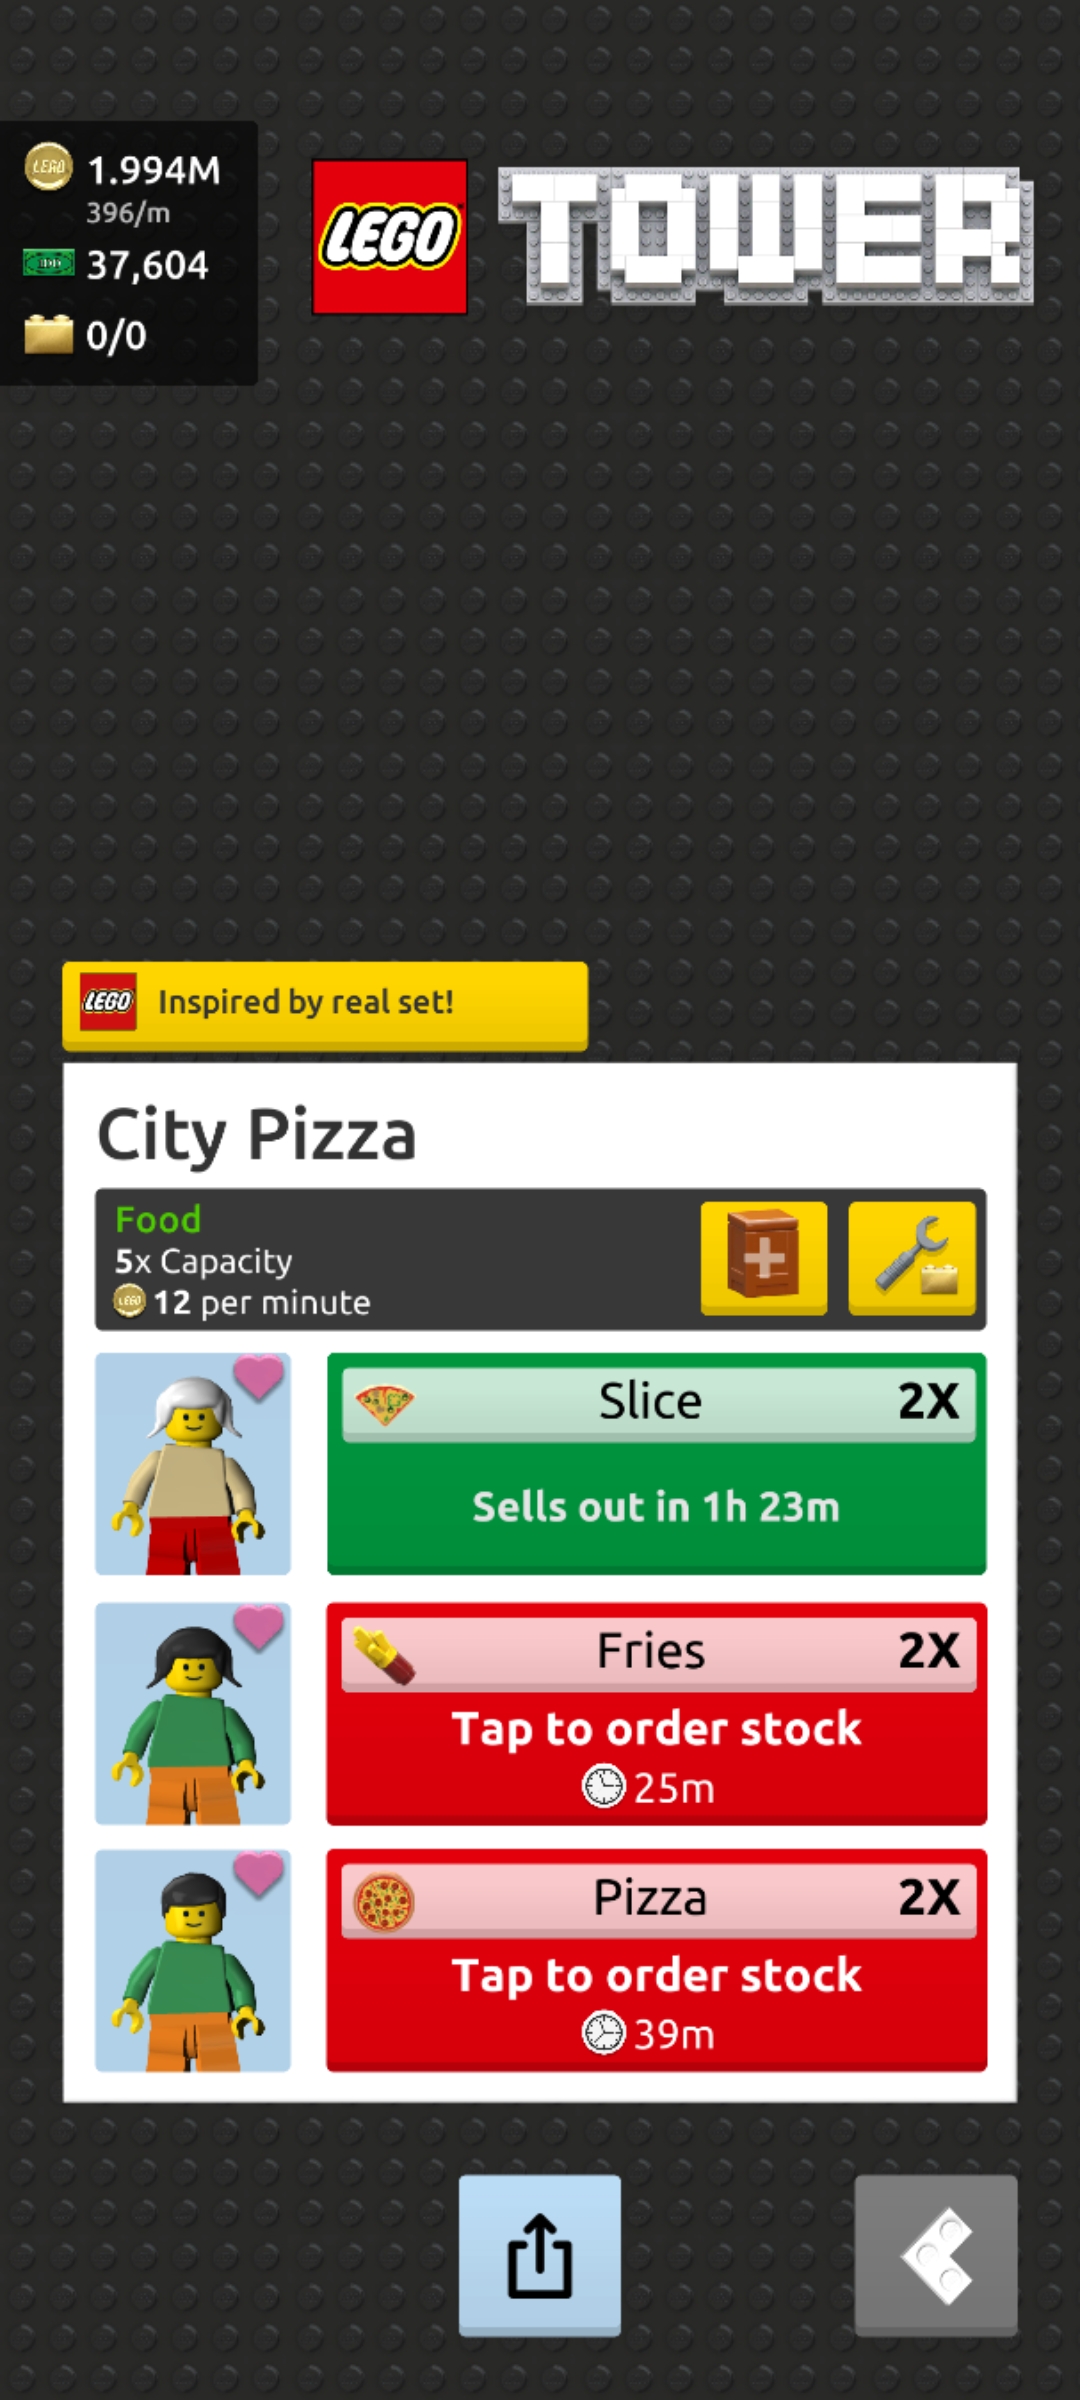 LEGO
1.994M
396/m
37,604
0/0
LEGO
TOWER
LEGO
Inspired by real set!
City Pizza
Food
5x Capacity
LEGO
12 per minute
Slice
2X
Sells out in 1h 23m
Fries
2X
Tap to order stock
25m
Pizza
2X
Tap to order stock
39m